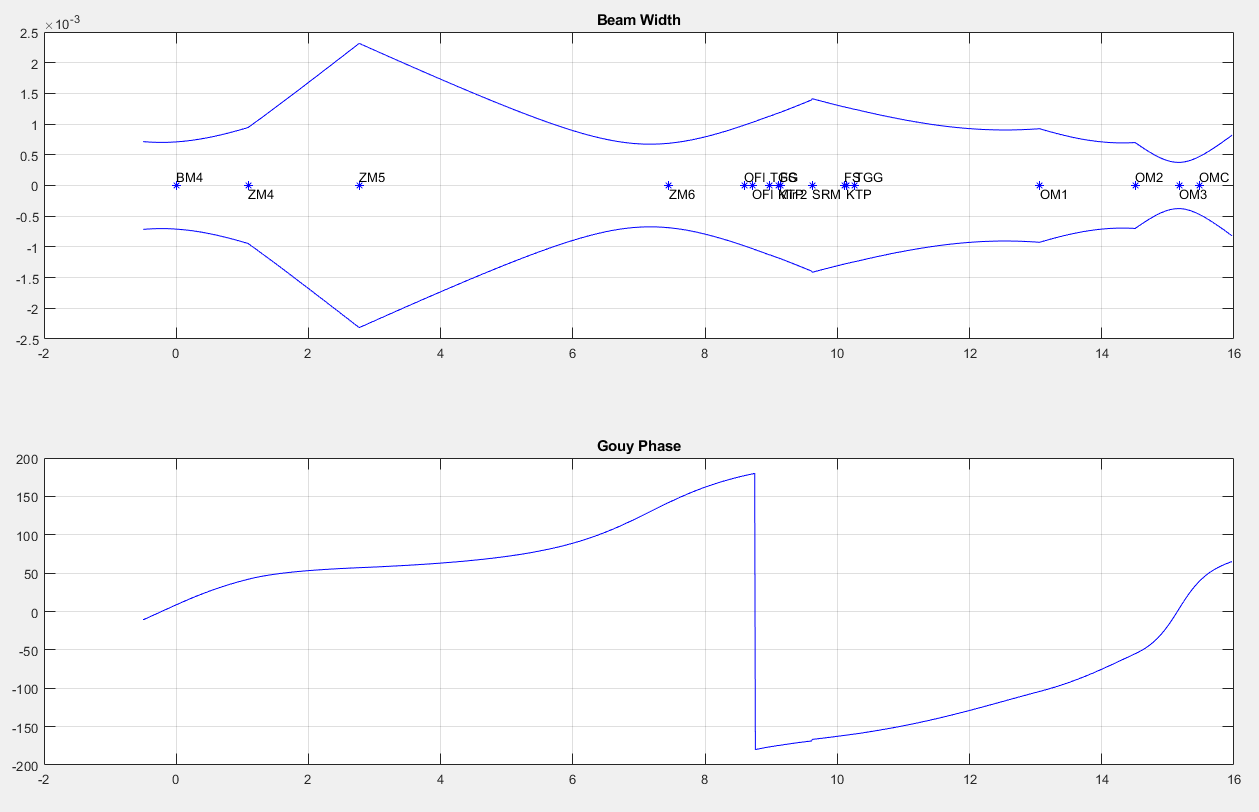 Beam Width
×10-3
2.5
2
1.5
1
0.5
0
-0.5
-1
-1.5
-2
-2.5
BM4
ZM5
OFI TGG
FS
TGG
OM2
OMC
ZM4
ZM6
OFI
KTP
SRM
KTP
OM1
OM3
-2 0 2 4 6 8 10 12 14 16
Gouy Phase
200
150
100
50
0
-50
-100
-150
-200
-2 0 2 4 6 8 10 12 14 16